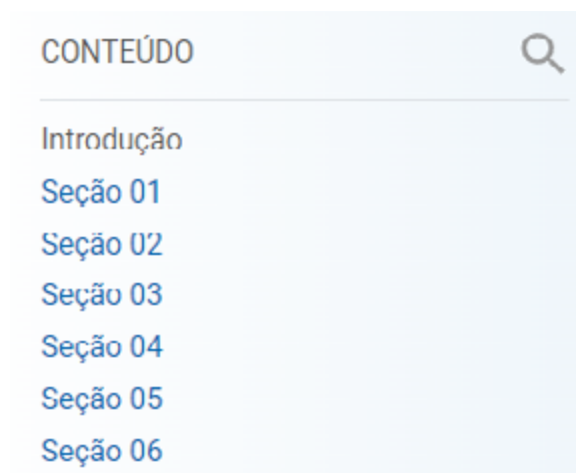 CONTEÚDO
Introdução
Seção 01
Seção 02
Seção 03
Seção 04
Seção 05
Seção 06